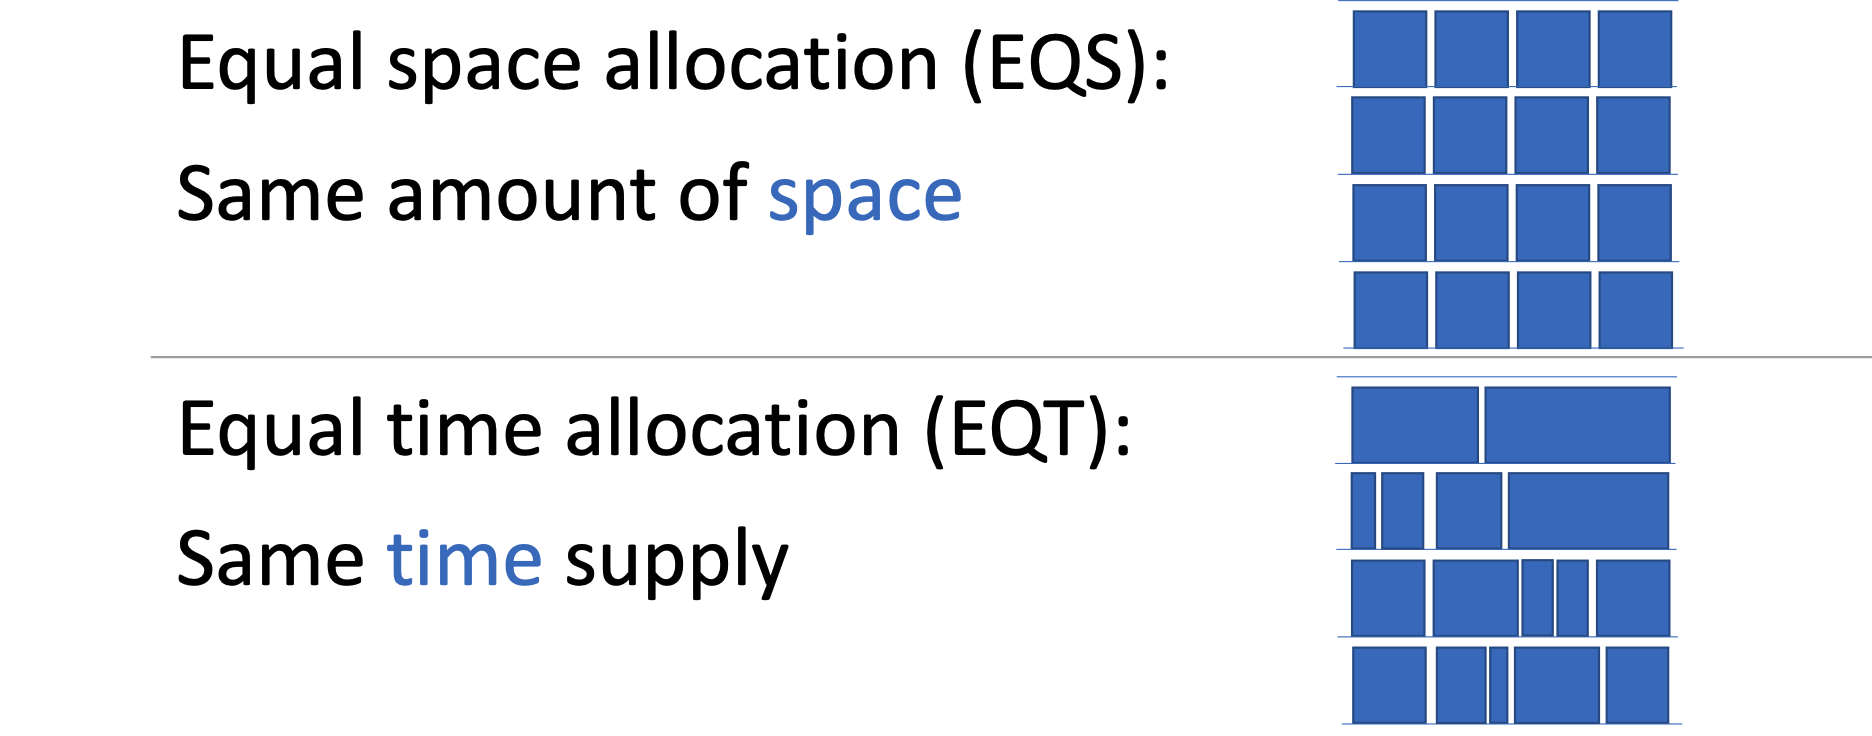 Equal space allocation (EQS):
Same amount of space
Equal time allocation (EQT):
Same time supply